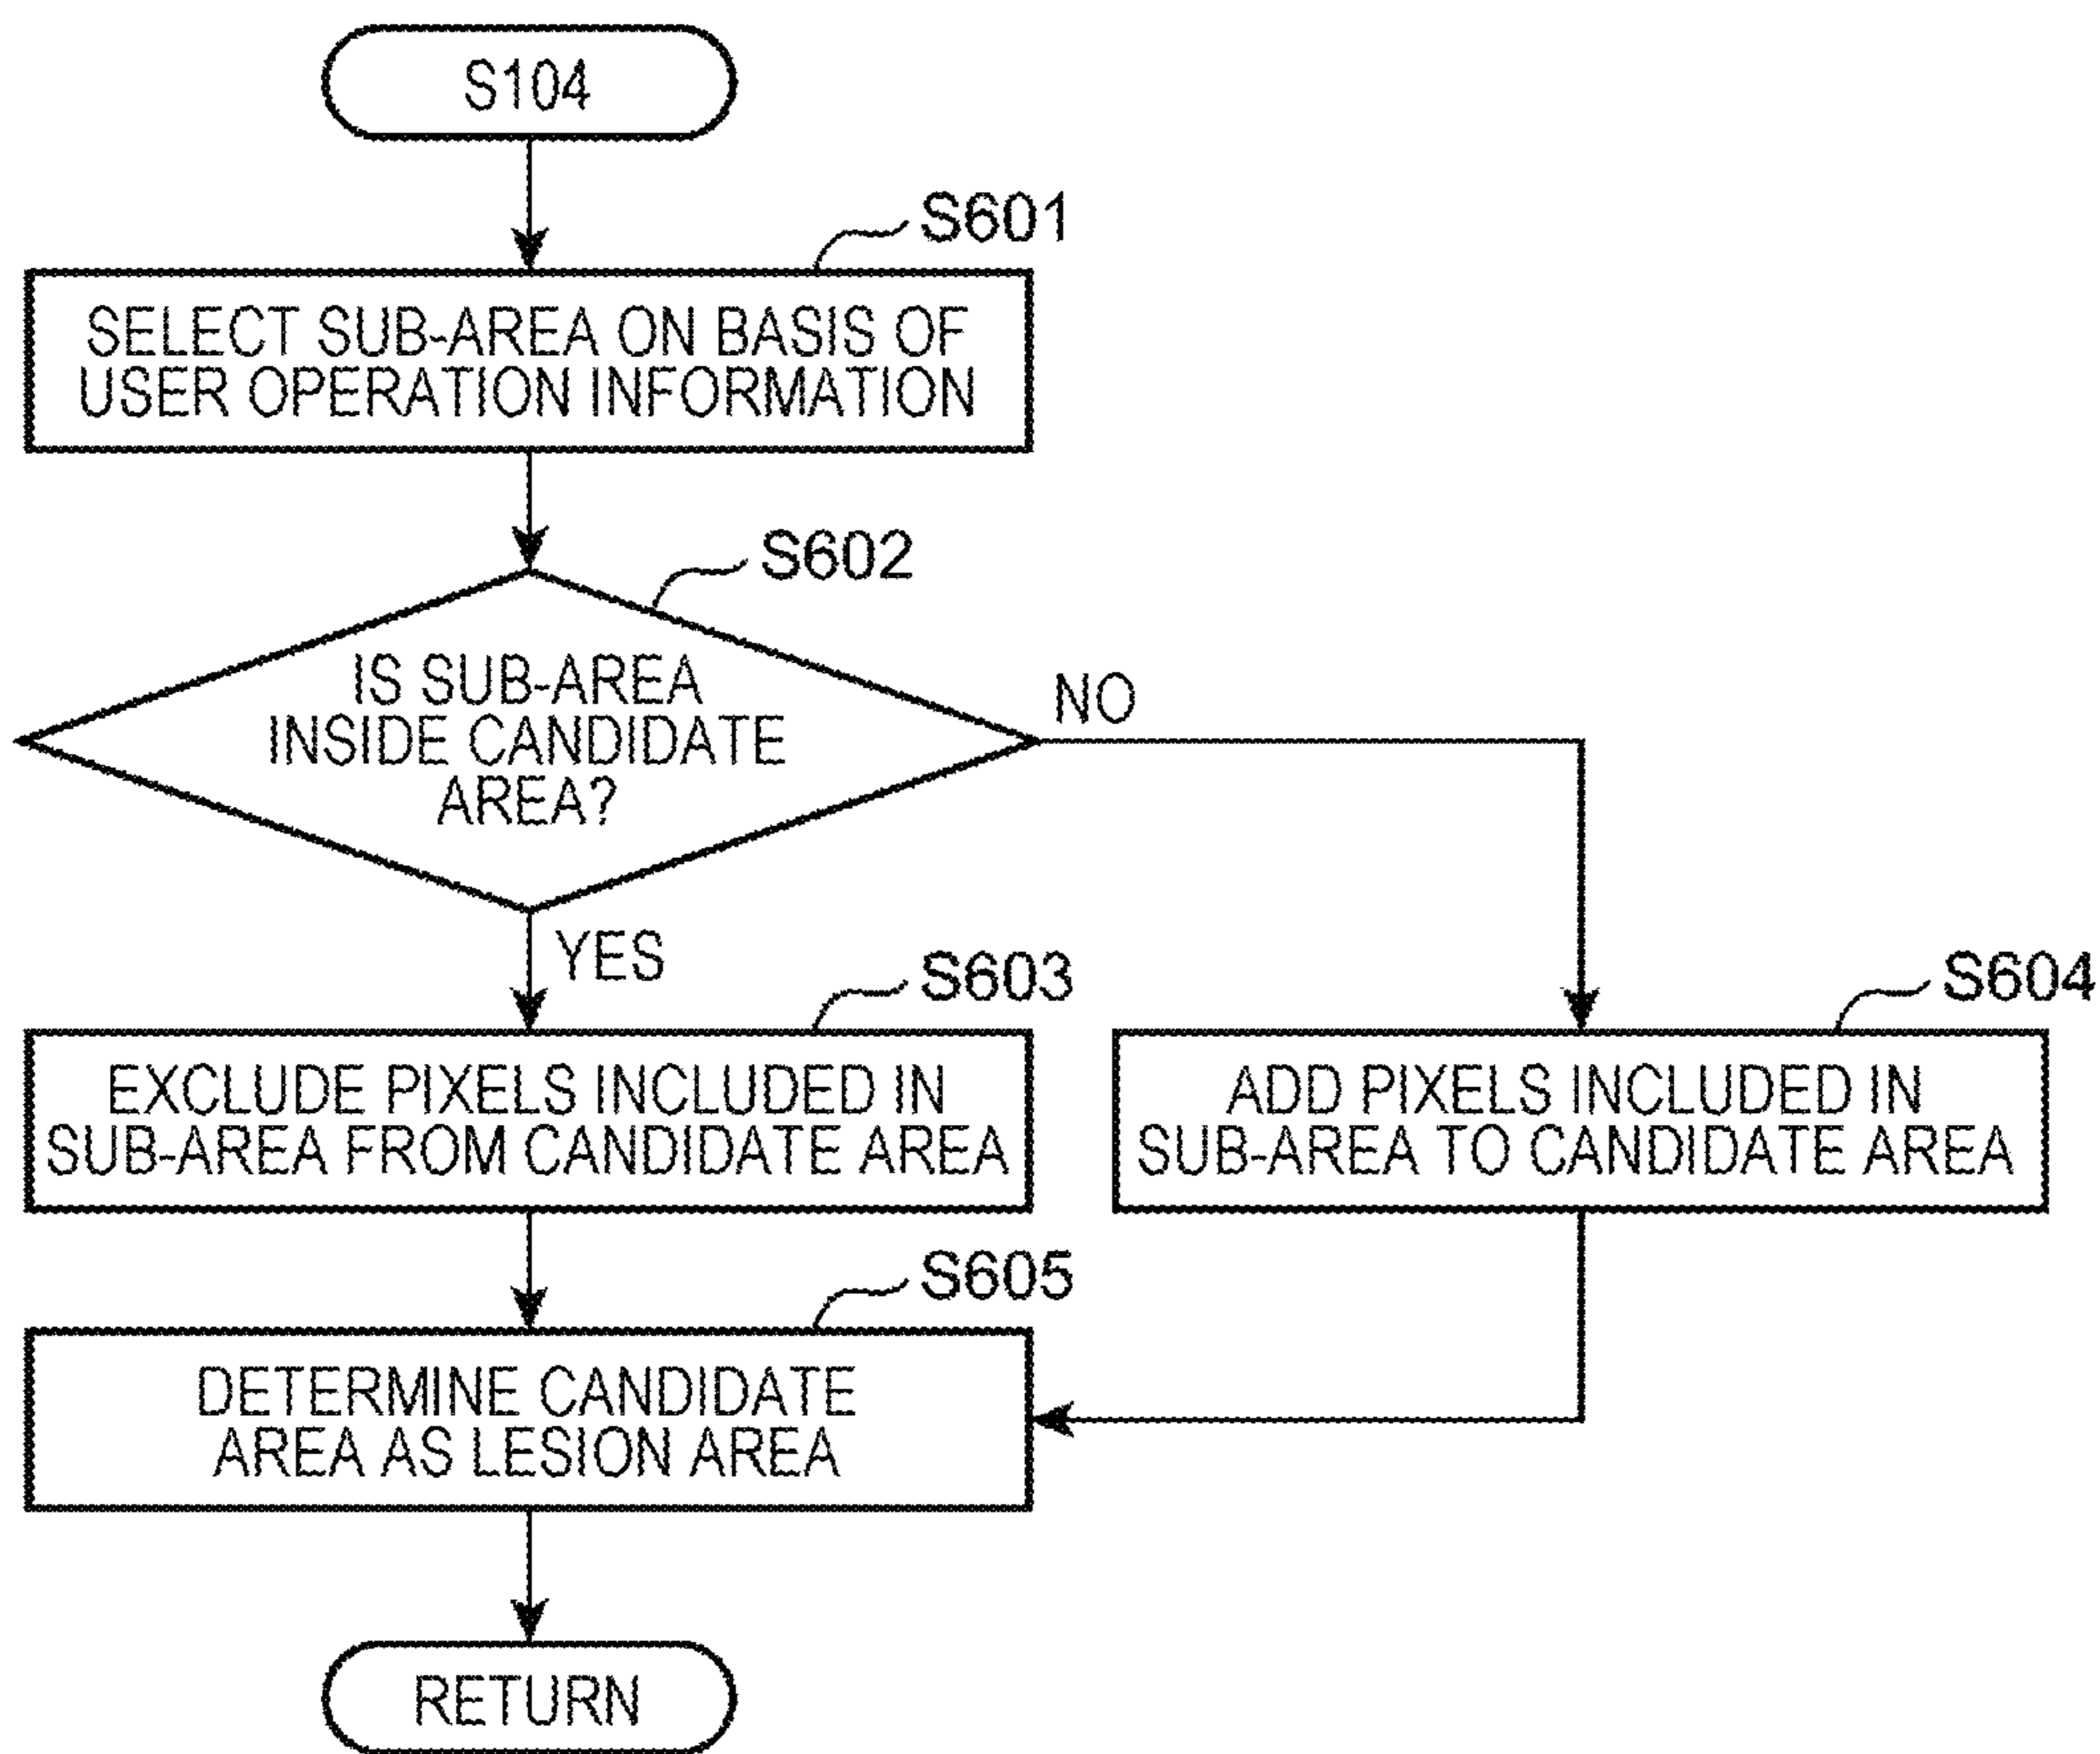 S104
S601
SELECT SUB-AREA ON BASIS OF
USER OPERATION INFORMATION
S602
IS SUB-AREA
INSIDE CANDIDATE
AREA?
NO
YES
S603
EXCLUDE PIXELS INCLUDED IN
SUB-AREA FROM CANDIDATE AREA
S604
ADD PIXELS INCLUDED IN
SUB-AREA TO CANDIDATE AREA
S605
DETERMINE CANDIDATE
AREA AS LESION AREA
RETURN